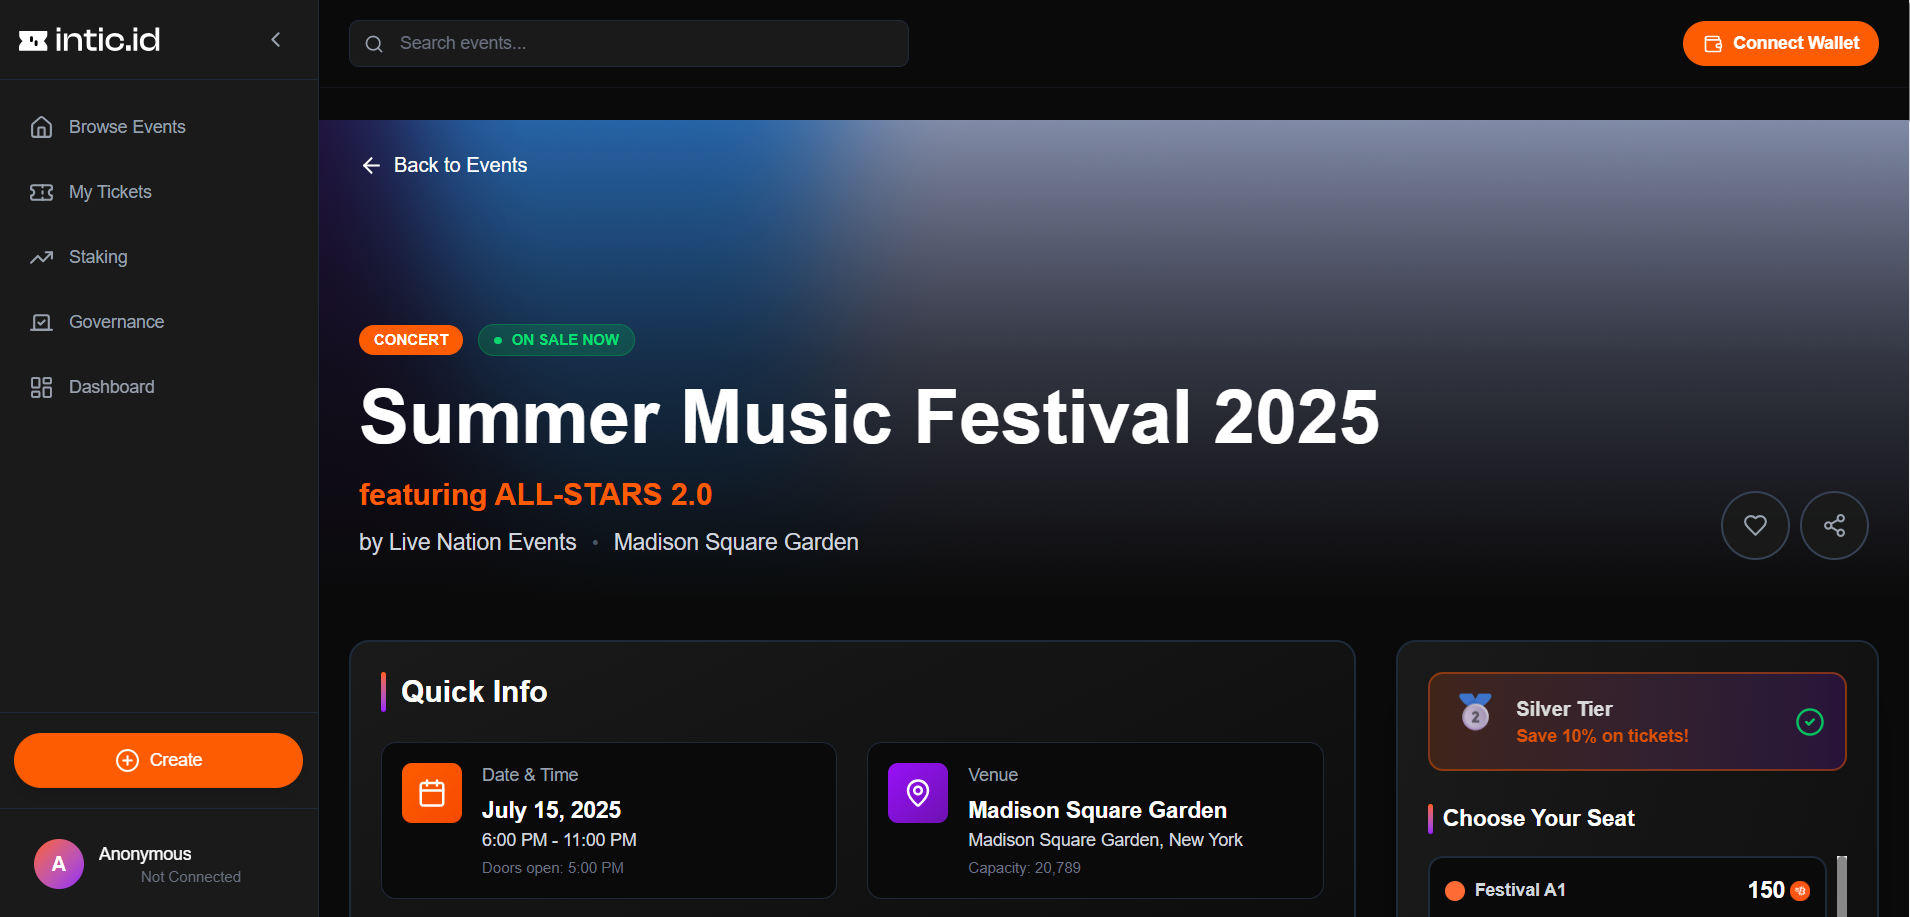 intic.id
Search events...
Connect Wallet
Browse Events
My Tickets
Staking
Governance
Dashboard
Create
A
Anonymous
Not Connected
Back to Events
CONCERT
ON SALE NOW
Summer Music Festival 2025
featuring ALL-STARS 2.0
by Live Nation Events • Madison Square Garden
Quick Info
Date & Time
July 15, 2025
6:00 PM - 11:00 PM
Doors open: 5:00 PM
Venue
Madison Square Garden
Madison Square Garden, New York
Capacity: 20,789
2
Silver Tier
Save 10% on tickets!
Choose Your Seat
Festival A1
150